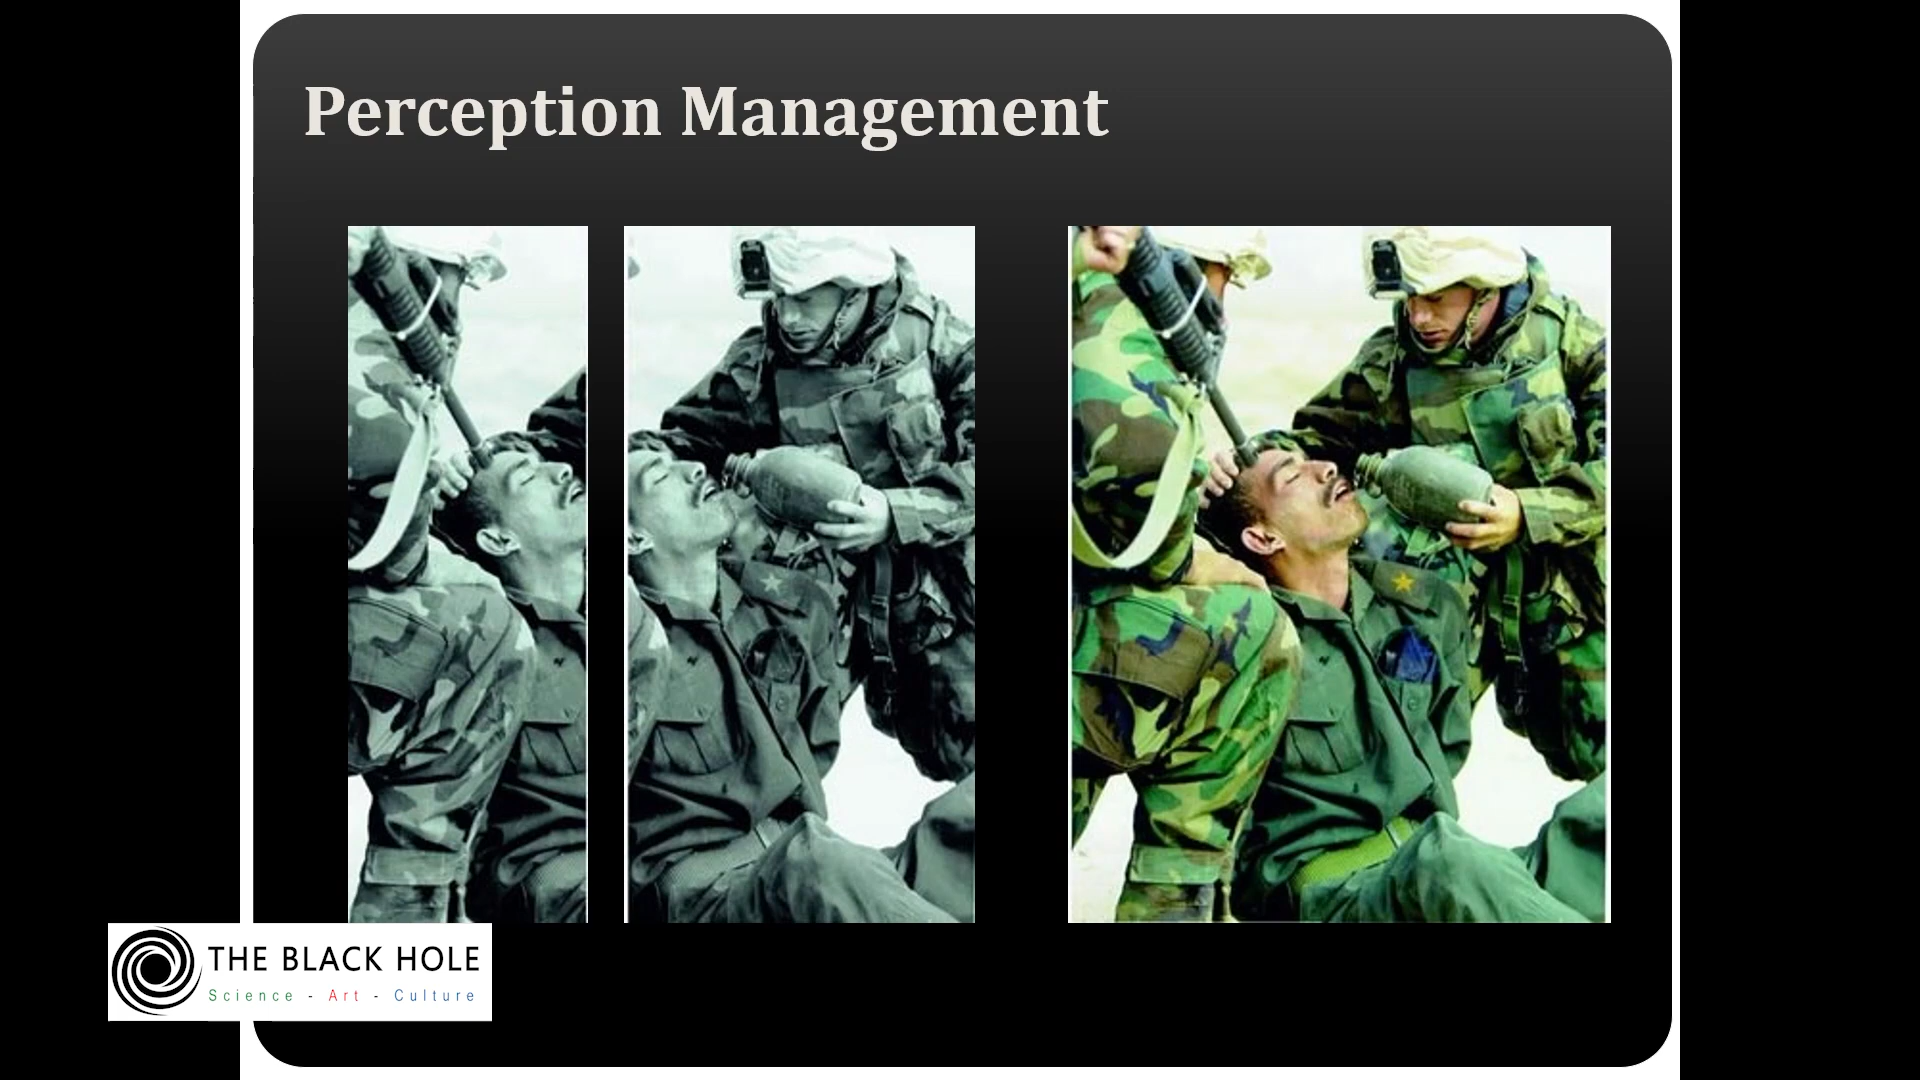 Perception Management
THE BLACK HOLE
Science - Art - Culture